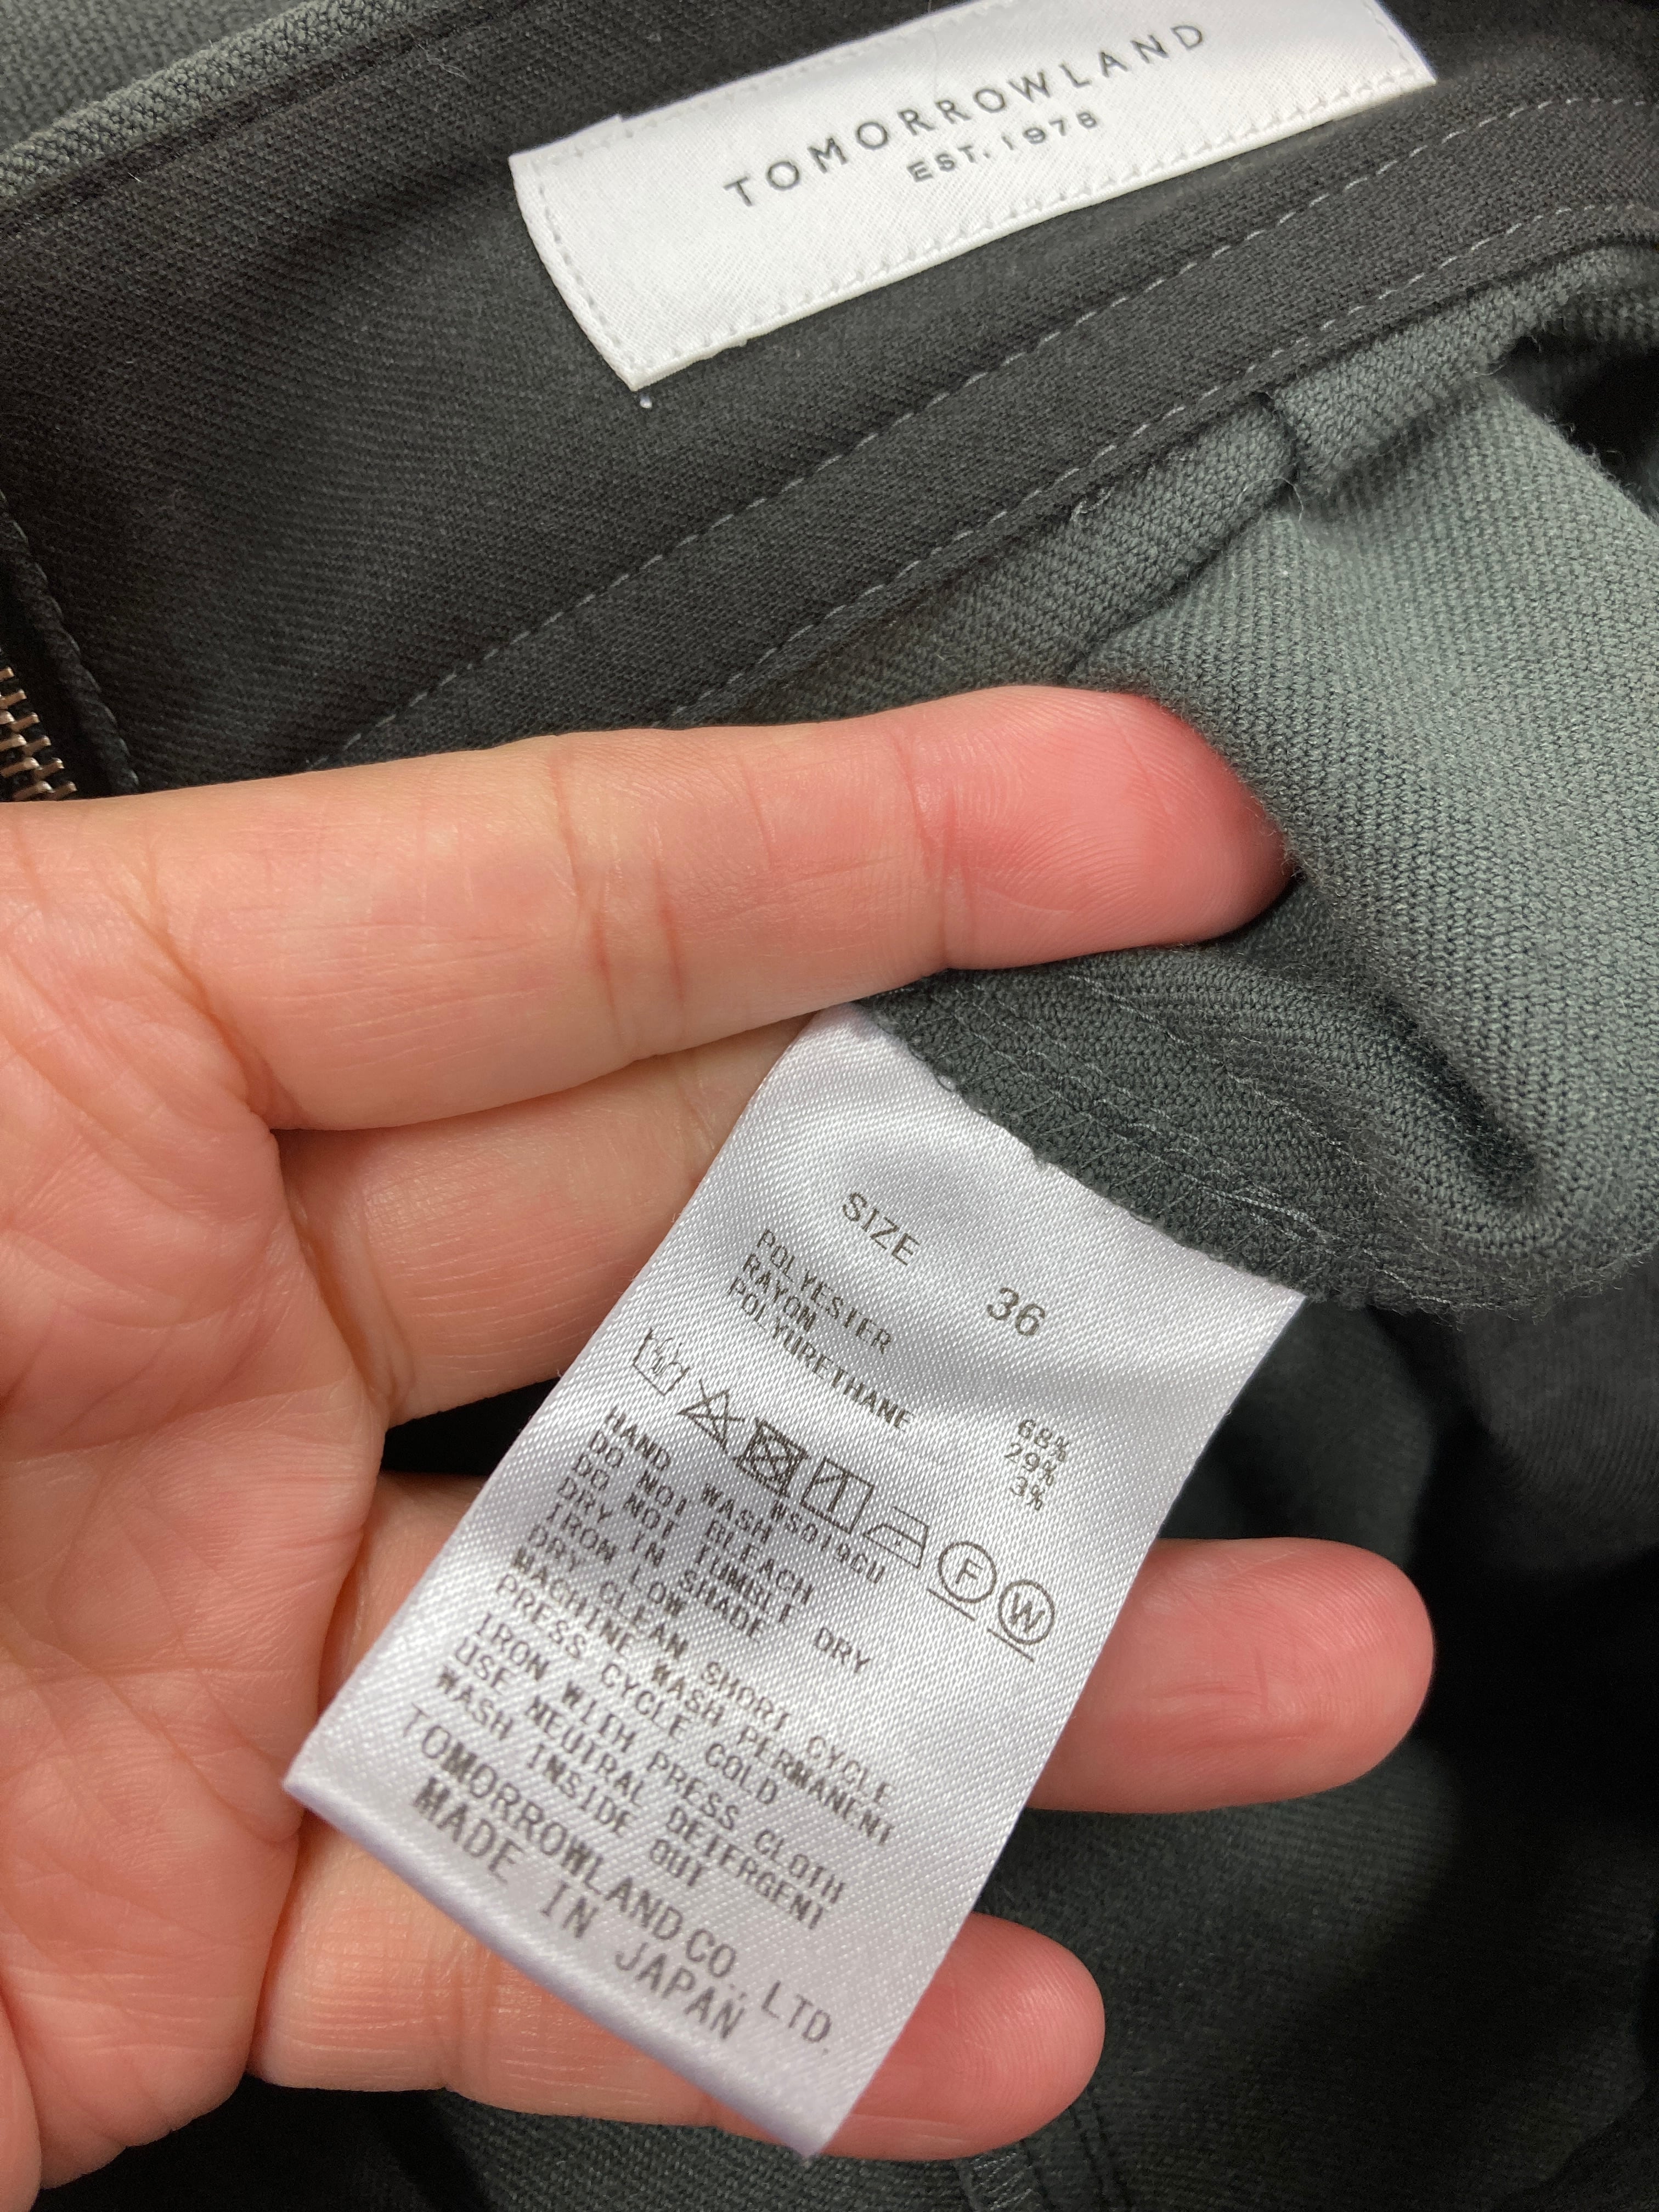 TOMORROWLAND
EST. 1978
SIZE 36
POLYESTER 68%
RAYON 29%
POLYURETHANE 3%
F W
HAND WASH WS019CU
DO NOT BLEACH
DO NOT TUMBLE DRY
DRY IN SHADE
IRON LOW
DRY CLEAN SHORT CYCLE
MACHINE WASH PERMANENT
PRESS CYCLE COLD
IRON WITH PRESS CLOTH
USE NEUTRAL DETERGENT
WASH INSIDE OUT
TOMORROWLAND CO., LTD.
MADE IN JAPAN